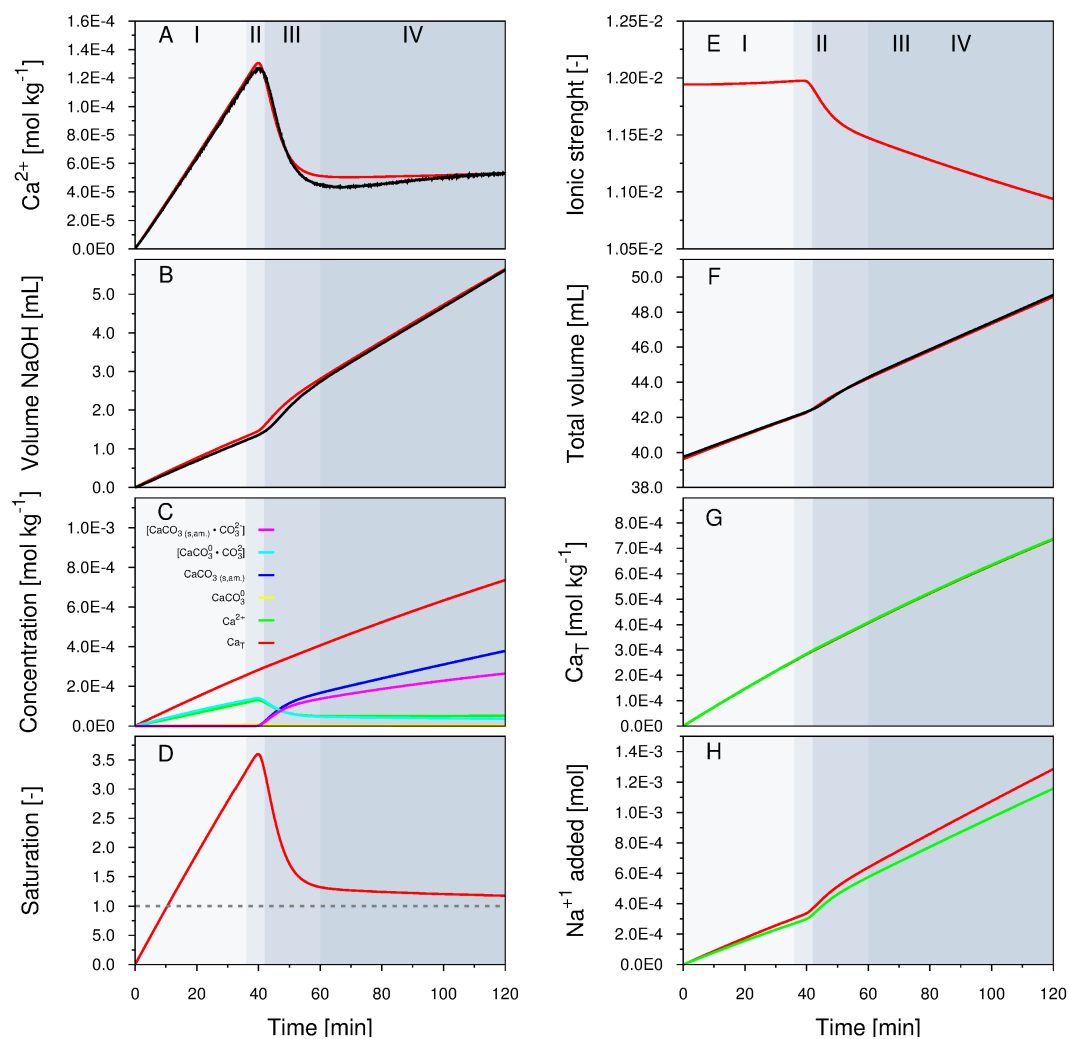 A I II III IV
Ca2+ [mol kg-1]
1.6E-4
1.4E-4
1.2E-4
1.0E-4
8.0E-5
6.0E-5
4.0E-5
2.0E-5
0.0E0
B
Volume NaOH [mL]
5.0
4.0
3.0
2.0
1.0
0.0
C
Concentration [mol kg-1]
1.0E-3
8.0E-4
6.0E-4
4.0E-4
2.0E-4
0.0E0
[CaCO3 (s,am.) • CO3 2-]
[CaCO3 0 • CO3 2]
CaCO3 (s,am.)
CaCO3 0
Ca2+
CaT
D
Saturation [-]
3.5
3.0
2.5
2.0
1.5
1.0
5.0
0.0
0 20 40 60 80 100 120
Time [min]
E I II III IV
Ionic strenght [-]
1.25E-2
1.20E-2
1.15E-2
1.10E-2
1.05E-2
F
Total volume [mL]
50.0
48.0
46.0
44.0
42.0
40.0
38.0
G
CaT [mol kg-1]
8.0E-4
7.0E-4
6.0E-4
5.0E-4
4.0E-4
3.0E-4
-4
-4
0.0E0
H
Na+1 added [mol]
1.4E-3
1.2E-3
1.0E-3
8.0E-4
6.0E-4
4.0E-4
2.0E-4
0.0E0
0 20 40 60 80 100 120
Time [min]